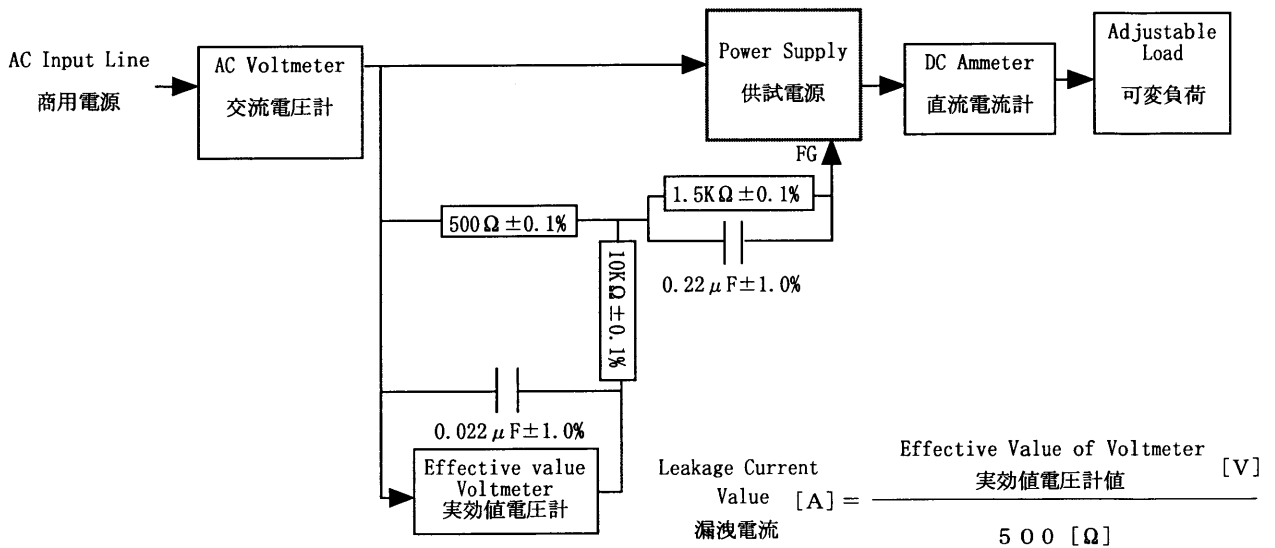 AC Input Line
商用電源
AC Voltmeter
交流電圧計
Power Supply
供試電源
DC Ammeter
直流電流計
Adjustable
Load
可変負荷
FG
1.5KΩ±0.1%
500Ω±0.1%
0.22μF±1.0%
10KΩ±0.1%
0.022μF±1.0%
Effective value
Voltmeter
実効値電圧計
Leakage Current
Value [A] =
漏洩電流
Effective Value of Voltmeter
実効値電圧計値 [V]
500 [Ω]